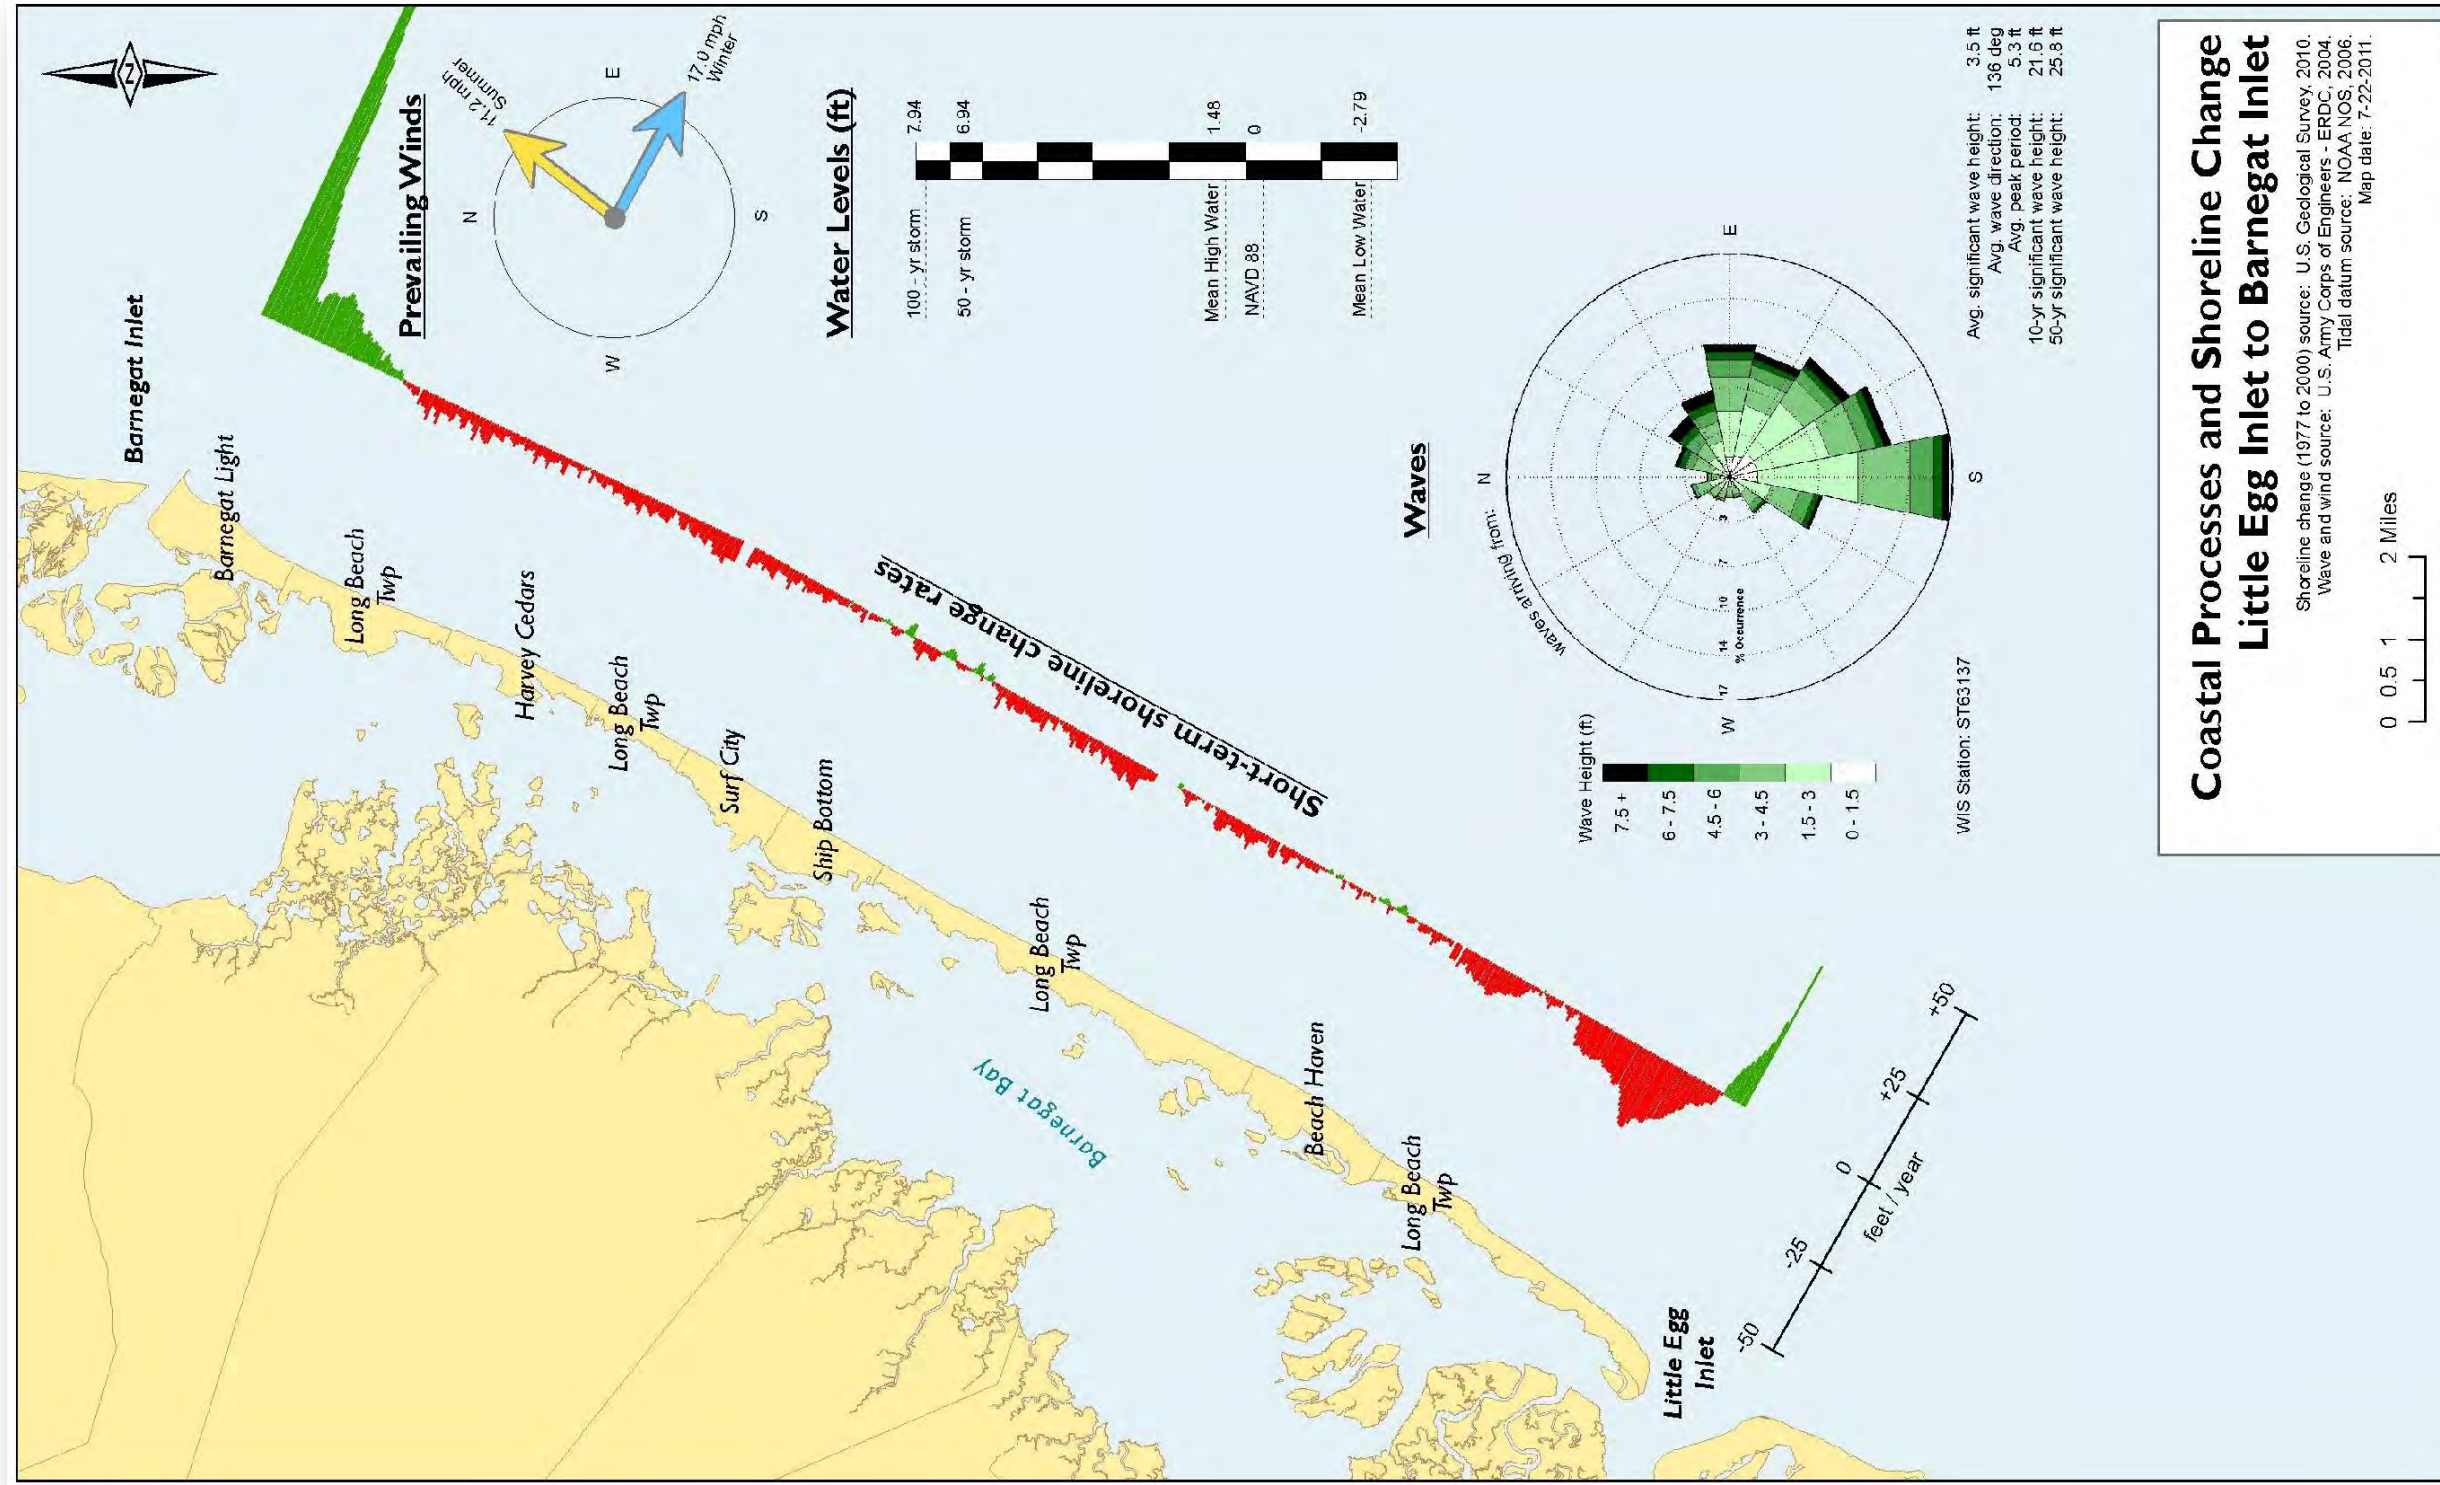 N
Barnegat Inlet
Barnegat Light
Long Beach
Twp
Harvey Cedars
Long Beach
Twp
Surf City
Ship Bottom
Long Beach
Twp
Beach Haven
Long Beach
Twp
Little Egg
Inlet
Barnegat Bay
Short-term shoreline change rates
-50
-25
0
+25
+50
feet / year
Prevailing Winds
N
E
S
W
11.2 mph
Summer
17.0 mph
Winter
Water Levels (ft)
100 - yr storm
7.94
50 - yr storm
6.94
Mean High Water
1.48
NAVD 88
0
Mean Low Water
-2.79
Waves
waves arriving from:
N
E
S
W
3
7
10
14
17
% Occurrence
Wave Height (ft)
7.5 +
6 - 7.5
4.5 - 6
3 - 4.5
1.5 - 3
0 - 1.5
WIS Station: ST63137
Avg. significant wave height: 3.5 ft
Avg. wave direction: 136 deg
Avg. peak period: 5.3 ft
10-yr significant wave height: 21.6 ft
50-yr significant wave height: 25.8 ft
Coastal Processes and Shoreline Change
Little Egg Inlet to Barnegat Inlet
Shoreline change (1977 to 2000) source: U.S. Geological Survey, 2010.
Wave and wind source: U.S. Army Corps of Engineers - ERDC, 2004.
Tidal datum source: NOAA NOS, 2006.
Map date: 7-22-2011.
0 0.5 1 2 Miles